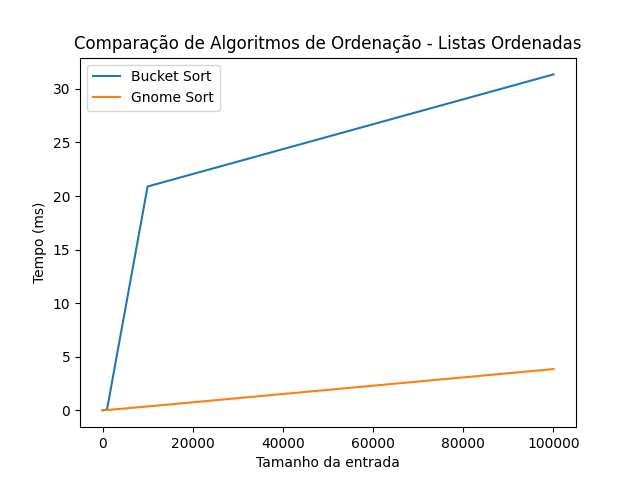 Comparação de Algoritmos de Ordenação - Listas Ordenadas
Bucket Sort
Gnome Sort
Tempo (ms)
30
25
20
15
10
5
0
0
20000
40000
60000
80000
100000
Tamanho da entrada